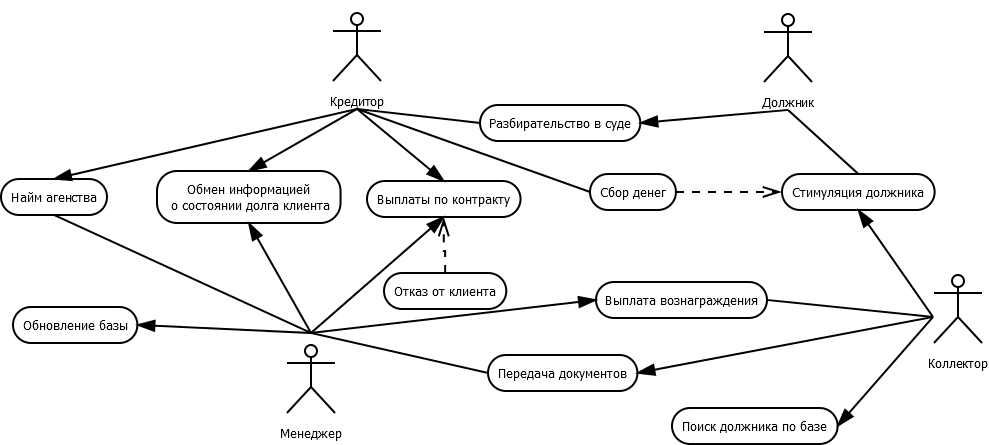 Кредитор
Должник
Разбирательство в суде
Найм агенства
Обмен информацией
о состоянии долга клиента
Выплаты по контракту
Сбор денег
Стимуляция должника
Отказ от клиента
Выплата вознаграждения
Обновление базы
Коллектор
Передача документов
Менеджер
Поиск должника по базе